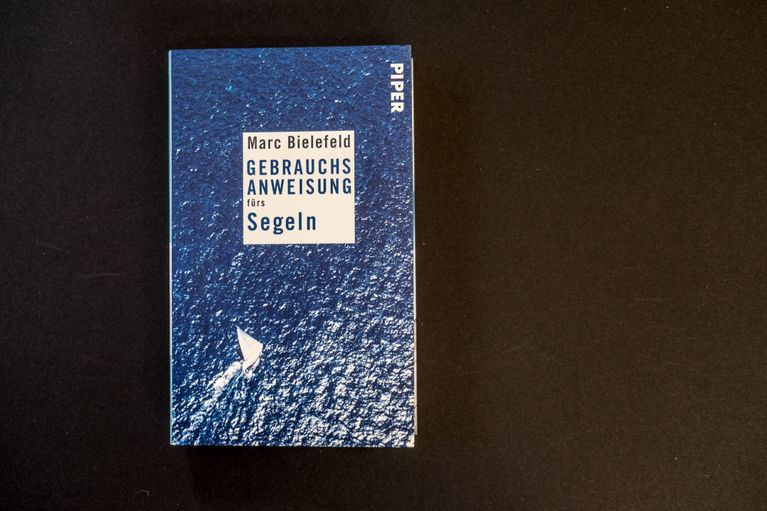 PIPER
Marc Bielefeld
GEBRAUCHS
ANWEISUNG
fürs
Segeln